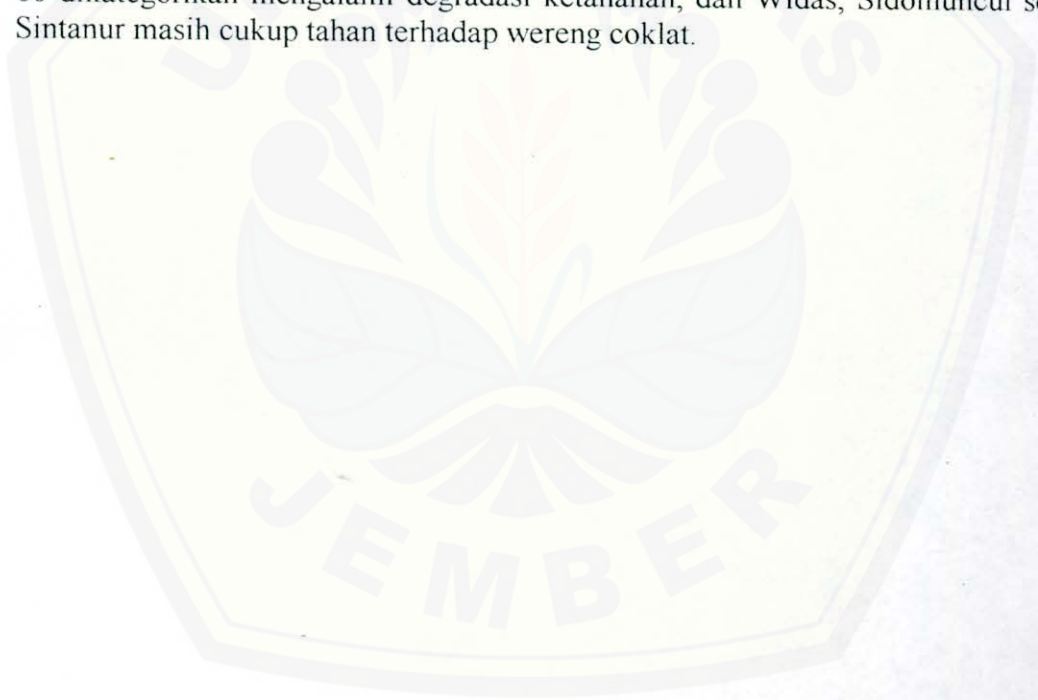 dikategorikan mengalami degradasi ketahanan, dan Widas, Sidomuncul
Sintanur masih cukup tahan terhadap wereng coklat.
JEMBER